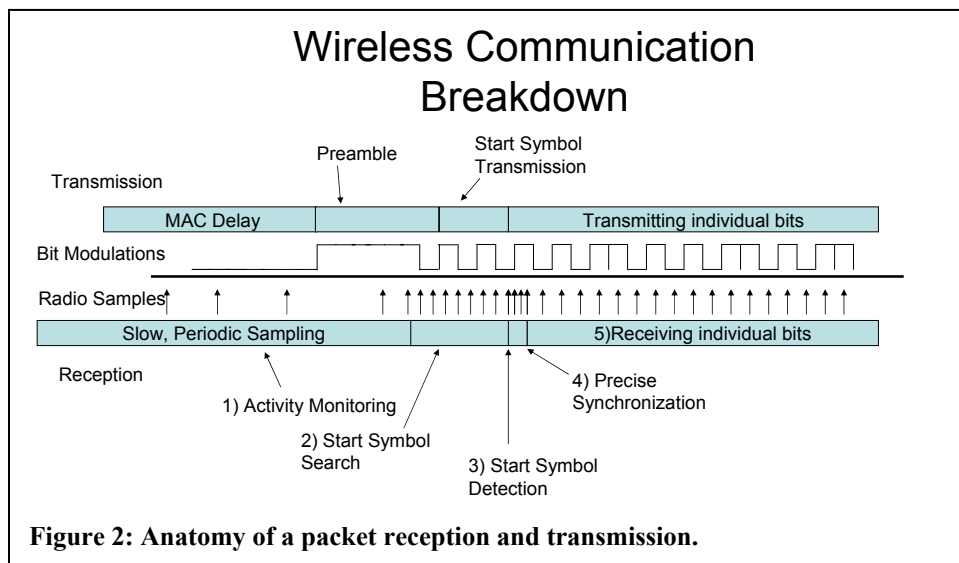 Wireless Communication
Breakdown
Preamble
Start Symbol
Transmission
Transmission
MAC Delay
Transmitting individual bits
Bit Modulations
Radio Samples
Slow, Periodic Sampling
5)Receiving individual bits
Reception
1) Activity Monitoring
2) Start Symbol
Search
3) Start Symbol
Detection
4) Precise
Synchronization
Figure 2: Anatomy of a packet reception and transmission.